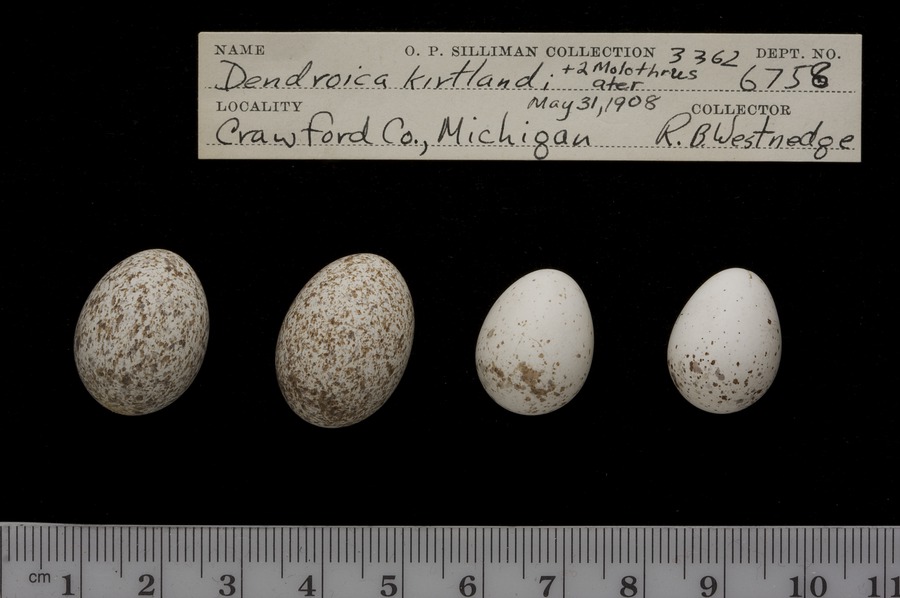 NAME O. P. SILLIMAN COLLECTION 3362 DEPT. NO.
Dendroica kirtlandi +2 Molothrus ater 6758
LOCALITY May 31, 1908 COLLECTOR
Crawford Co., Michigan R. B. Westnedge
cm 1 2 3 4 5 6 7 8 9 10 11